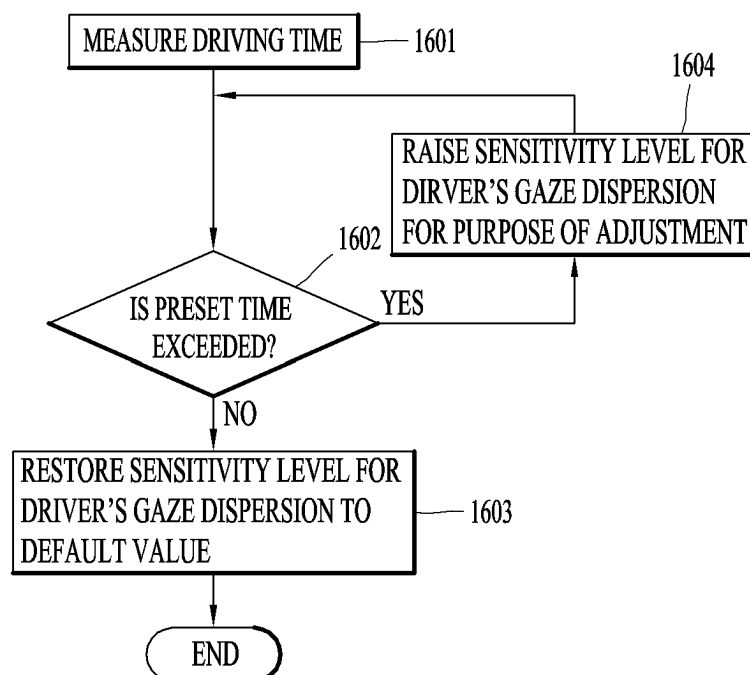 MEASURE DRIVING TIME
1601
1604
RAISE SENSITIVITY LEVEL FOR
DIRVER'S GAZE DISPERSION
FOR PURPOSE OF ADJUSTMENT
1602
IS PRESET TIME
EXCEEDED?
YES
NO
RESTORE SENSITIVITY LEVEL FOR
DRIVER'S GAZE DISPERSION TO
DEFAULT VALUE
1603
END